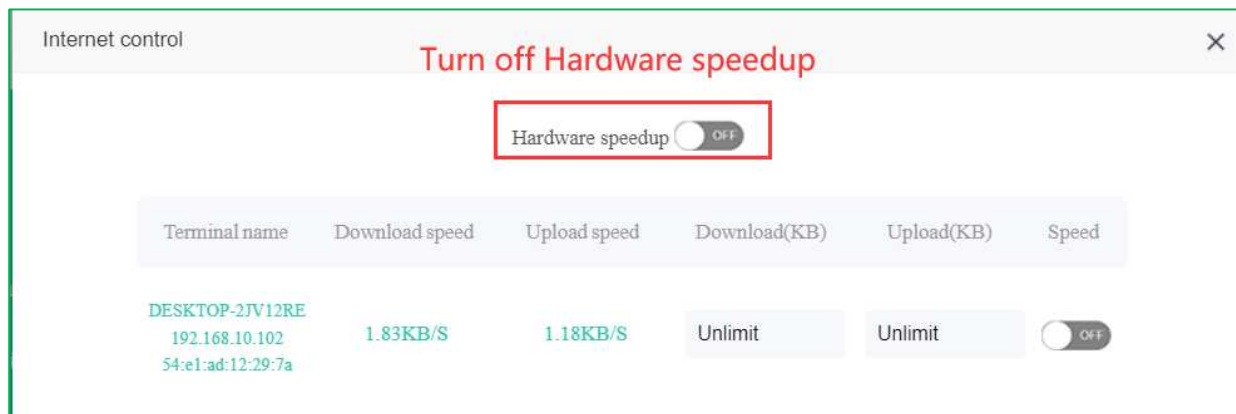 Internet control
Turn off Hardware speedup
Hardware speedup OFF
Terminal name Download speed Upload speed Download(KB) Upload(KB) Speed
DESKTOP-2JV12RE
192.168.10.102 1.83KB/S 1.18KB/S Unlimit Unlimit OFF
54:e1:ad:12:29:7a